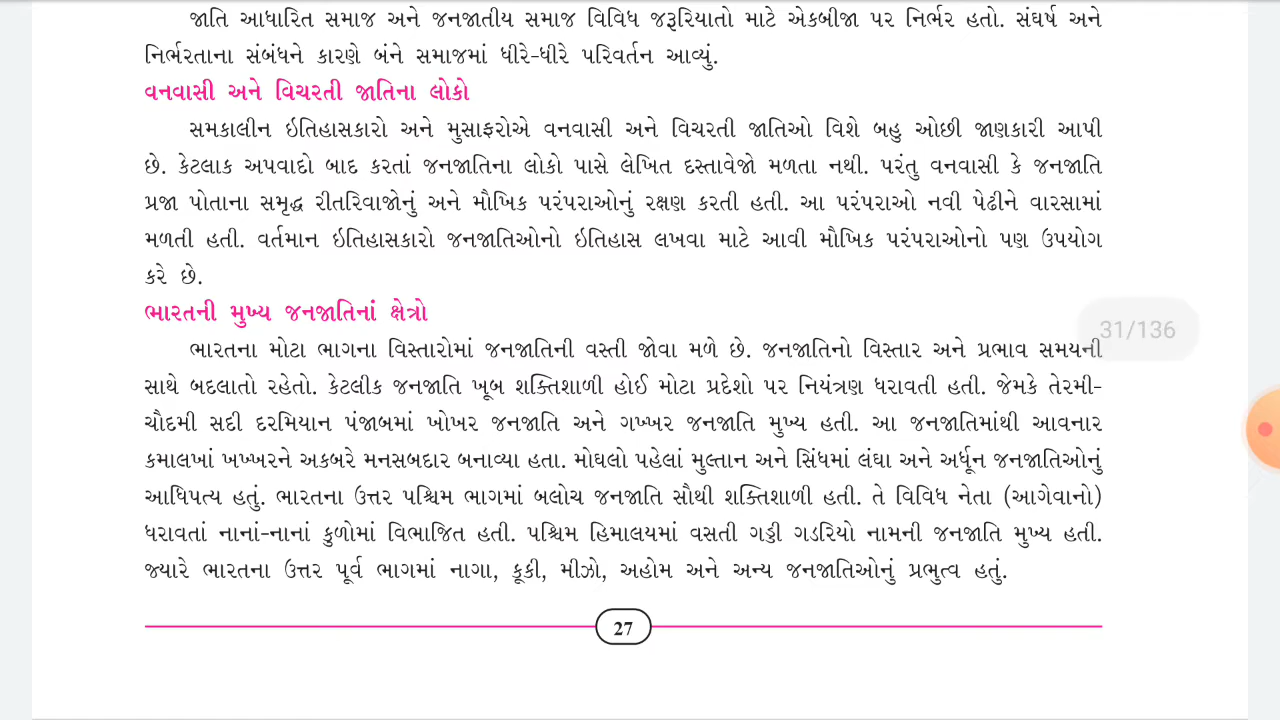 જાતિ આધારિત સમાજ અને જનજાતીય સમાજ વિવિધ જરૂરિયાતો માટે એકબીજા પર નિર્ભર હતો. સંઘર્ષ અને
નિર્ભરતાના સંબંધને કારણે બંને સમાજમાં ધીરે-ધીરે પરિવર્તન આવ્યું.
વનવાસી અને વિચરતી જાતિના લોકો
સમકાલીન ઇતિહાસકારો અને મુસાફરોએ વનવાસી અને વિચરતી જાતિઓ વિશે બહુ ઓછી જાણકારી આપી
છે. કેટલાક અપવાદો બાદ કરતાં જનજાતિના લોકો પાસે લેખિત દસ્તાવેજો મળતા નથી. પરંતુ વનવાસી કે જનજાતિ
પ્રજા પોતાના સમૃદ્ધ રીતરિવાજોનું અને મૌખિક પરંપરાઓનું રક્ષણ કરતી હતી. આ પરંપરાઓ નવી પેઢીને વારસામાં
મળતી હતી. વર્તમાન ઇતિહાસકારો જનજાતિઓનો ઇતિહાસ લખવા માટે આવી મૌખિક પરંપરાઓનો પણ ઉપયોગ
કરે છે.
ભારતની મુખ્ય જનજાતિનાં ક્ષેત્રો
31/136
ભારતના મોટા ભાગના વિસ્તારોમાં જનજાતિની વસ્તી જોવા મળે છે. જનજાતિનો વિસ્તાર અને પ્રભાવ સમયની
સાથે બદલાતો રહેતો. કેટલીક જનજાતિ ખૂબ શક્તિશાળી હોઈ મોટા પ્રદેશો પર નિયંત્રણ ધરાવતી હતી. જેમકે તેરમી-
ચૌદમી સદી દરમિયાન પંજાબમાં ખોખર જનજાતિ અને ગખ્ખર જનજાતિ મુખ્ય હતી. આ જનજાતિમાંથી આવનાર
કમાલખાં ખખ્ખરને અકબરે મનસબદાર બનાવ્યા હતા. મોઘલો પહેલાં મુલ્તાન અને સિંધમાં લંઘા અને અર્ધૂન જનજાતિઓનું
આધિપત્ય હતું. ભારતના ઉત્તર પશ્ચિમ ભાગમાં બલોચ જનજાતિ સૌથી શક્તિશાળી હતી. તે વિવિધ નેતા (આગેવાનો)
ધરાવતાં નાનાં-નાનાં કુળોમાં વિભાજિત હતી. પશ્ચિમ હિમાલયમાં વસતી ગડ્ડી ગડરિયો નામની જનજાતિ મુખ્ય હતી.
જ્યારે ભારતના ઉત્તર પૂર્વ ભાગમાં નાગા, કૂકી, મીઝો, અહોમ અને અન્ય જનજાતિઓનું પ્રભુત્વ હતું.
27